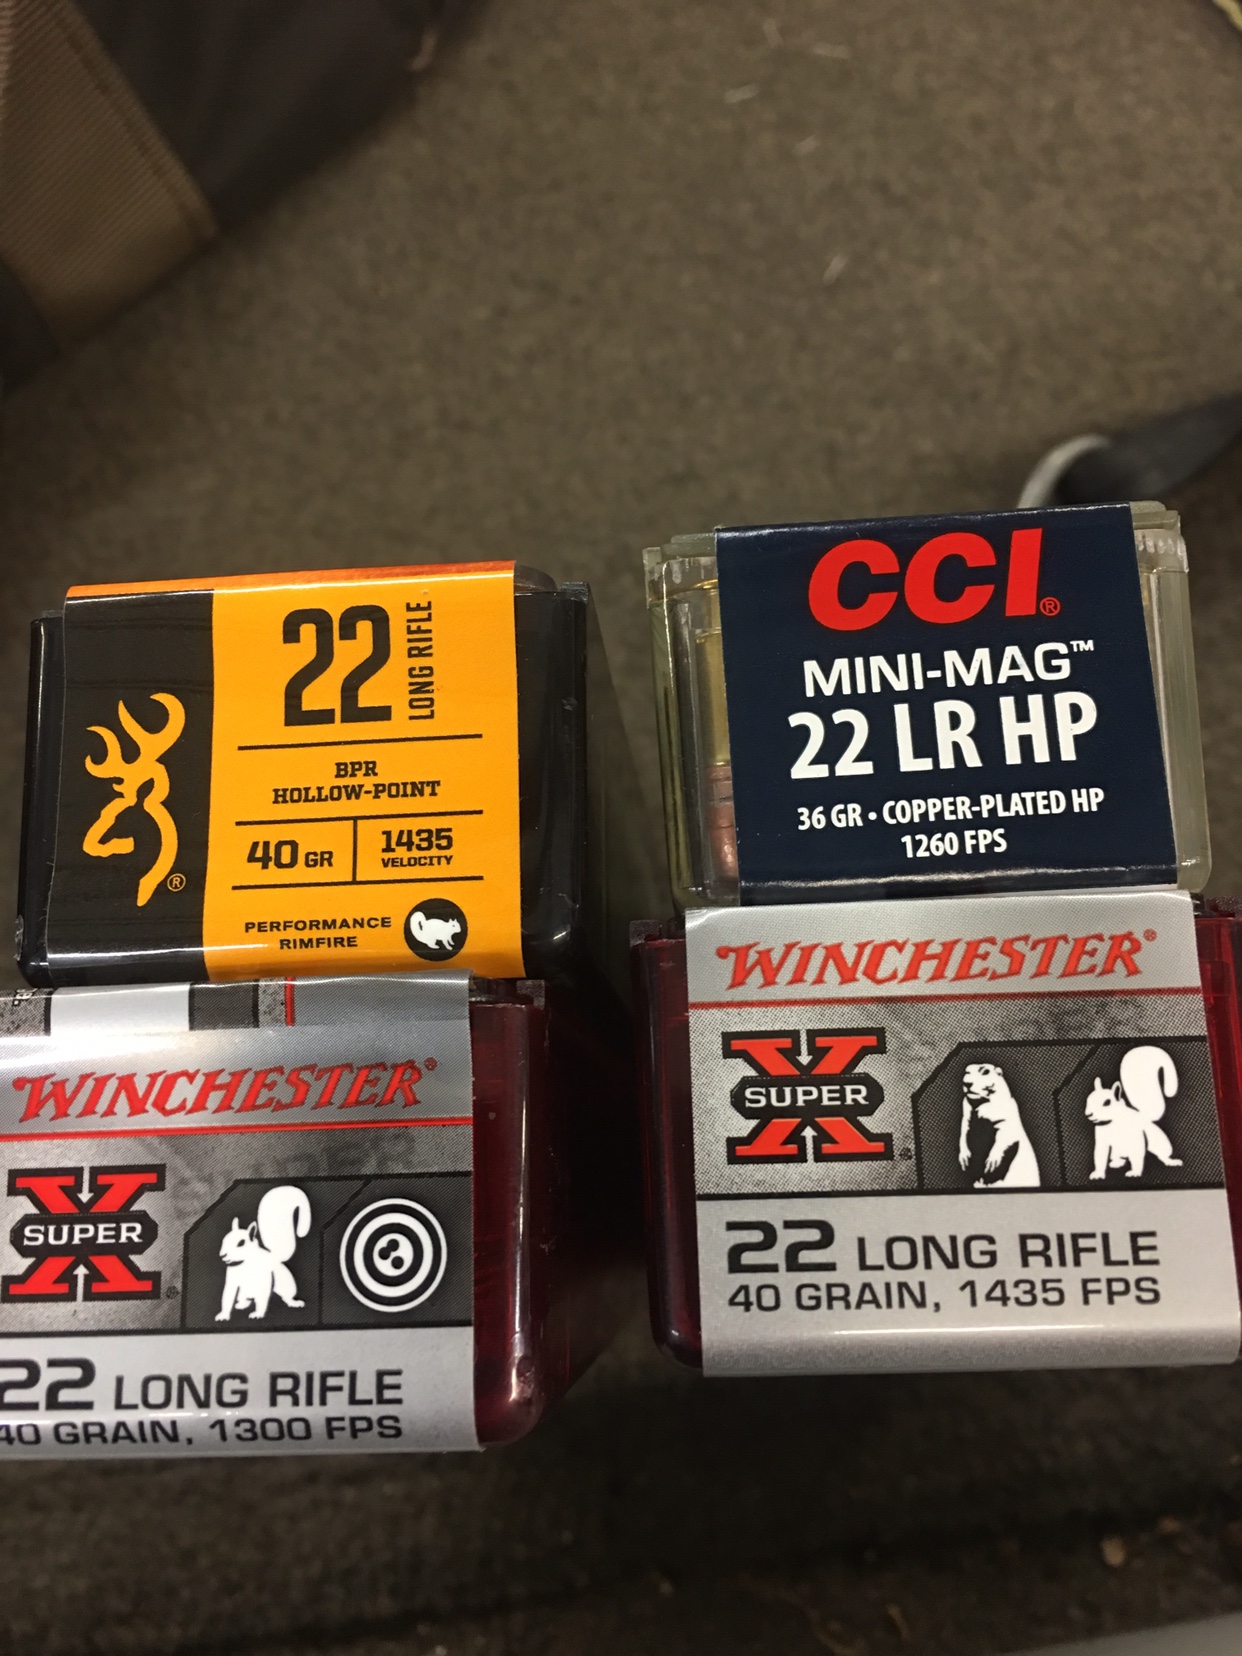 22
LONG RIFLE
BPR
HOLLOW-POINT
40 GR
1435
VELOCITY
PERFORMANCE
RIMFIRE
®
CCI®
MINI-MAG™
22 LR HP
36 GR • COPPER-PLATED HP
1260 FPS
WINCHESTER®
SUPER X
22 LONG RIFLE
40 GRAIN, 1300 FPS
WINCHESTER®
SUPER X
22 LONG RIFLE
40 GRAIN, 1435 FPS